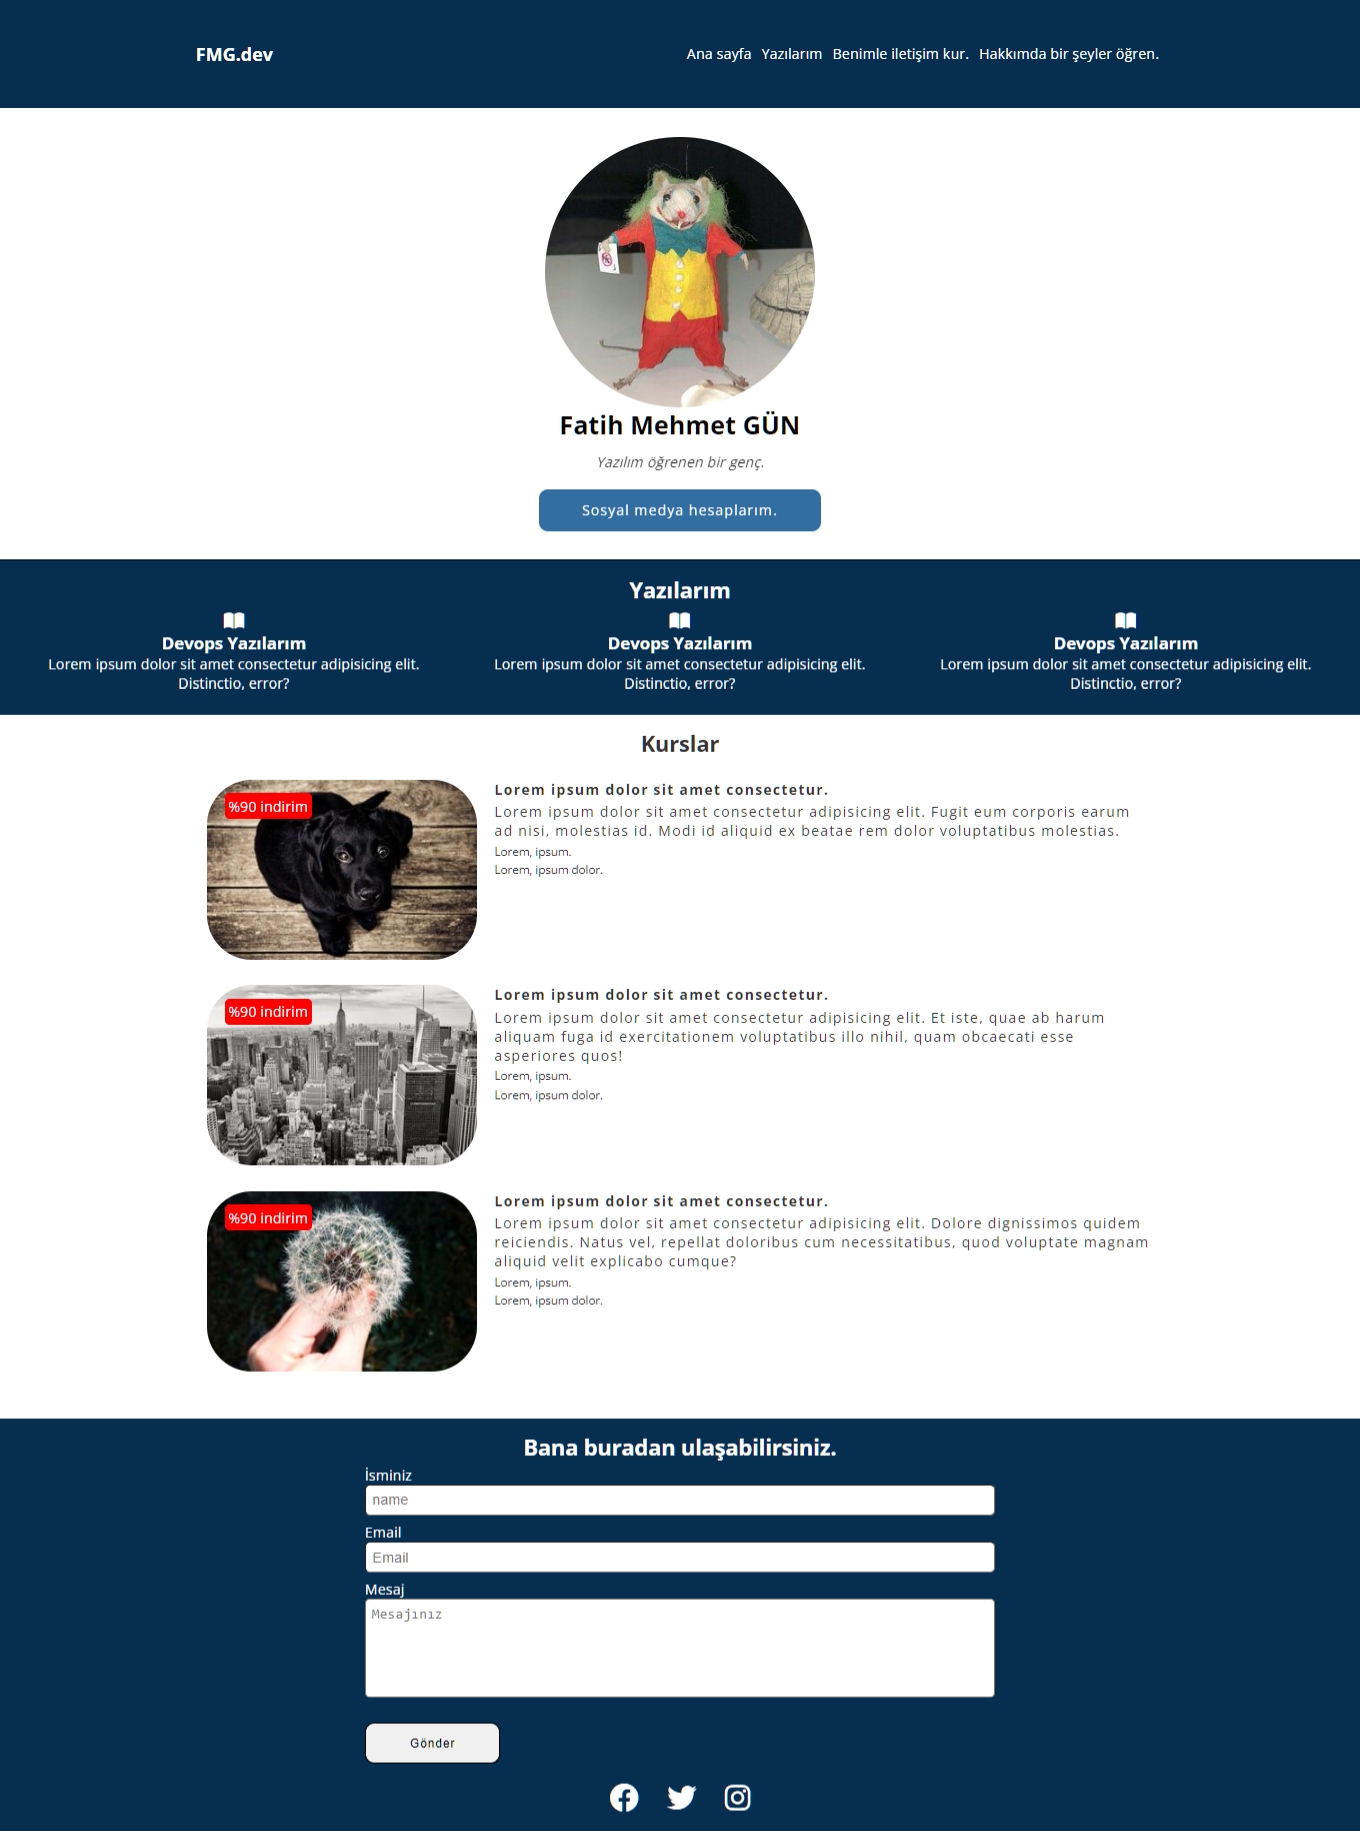 FMG.dev
Ana sayfa Yazılarım Benimle iletişim kur. Hakkımda bir şeyler öğren.
Fatih Mehmet GÜN
Yazılım öğrenen bir genç.
Sosyal medya hesaplarım.
Yazılarım
Devops Yazılarım
Lorem ipsum dolor sit amet consectetur adipisicing elit.
Distinctio, error?
Devops Yazılarım
Lorem ipsum dolor sit amet consectetur adipisicing elit.
Distinctio, error?
Devops Yazılarım
Lorem ipsum dolor sit amet consectetur adipisicing elit.
Distinctio, error?
Kurslar
%90 indirim
Lorem ipsum dolor sit amet consectetur.
Lorem ipsum dolor sit amet consectetur adipisicing elit. Fugit eum corporis earum
ad nisi, molestias id. Modi id aliquid ex beatae rem dolor voluptatibus molestias.
Lorem, ipsum.
Lorem, ipsum dolor.
%90 indirim
Lorem ipsum dolor sit amet consectetur.
Lorem ipsum dolor sit amet consectetur adipisicing elit. Et iste, quae ab harum
aliquam fuga id exercitationem voluptatibus illo nihil, quam obcaecati esse
asperiores quos!
Lorem, ipsum.
Lorem, ipsum dolor.
%90 indirim
Lorem ipsum dolor sit amet consectetur.
Lorem ipsum dolor sit amet consectetur adipisicing elit. Dolore dignissimos quidem
reiciendis. Natus vel, repellat doloribus cum necessitatibus, quod voluptate magnam
aliquid velit explicabo cumque?
Lorem, ipsum.
Lorem, ipsum dolor.
Bana buradan ulaşabilirsiniz.
İsminiz
name
Email
Email
Mesaj
Mesajınız
Gönder